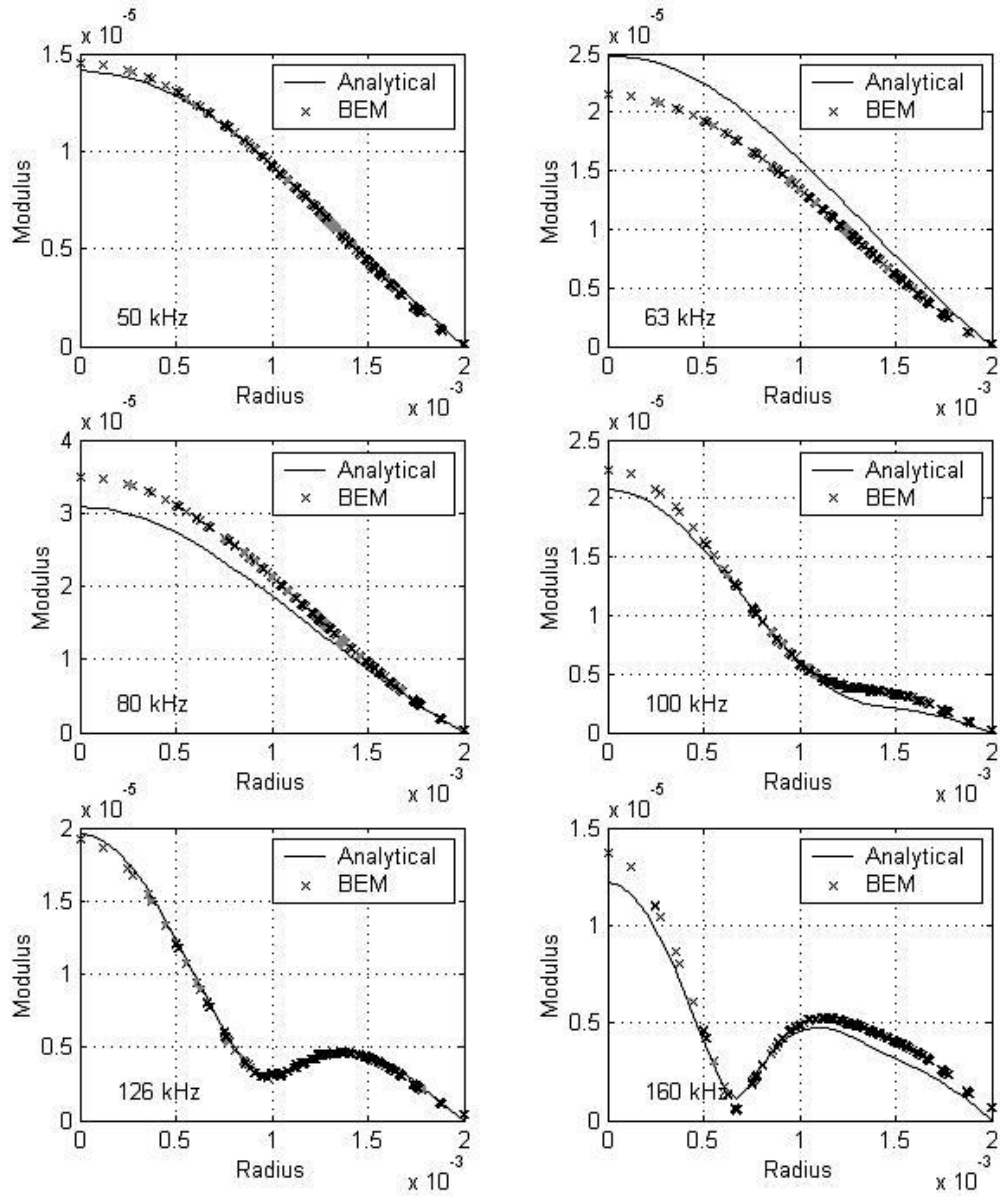 x 10⁻⁵
1.5
1
0.5
0
Modulus
Analytical
BEM
50 kHz
0 0.5 1 1.5 2
Radius
x 10⁻³
x 10⁻⁵
2.5
2
1.5
1
0.5
0
Modulus
Analytical
BEM
63 kHz
0 0.5 1 1.5 2
Radius
x 10⁻³
x 10⁻⁵
4
3
2
1
0
Modulus
Analytical
BEM
80 kHz
0 0.5 1 1.5 2
Radius
x 10⁻³
x 10⁻⁵
2.5
2
1.5
1
0.5
0
Modulus
Analytical
BEM
100 kHz
0 0.5 1 1.5 2
Radius
x 10⁻³
x 10⁻⁵
2
1.5
1
0.5
0
Modulus
Analytical
BEM
126 kHz
0 0.5 1 1.5 2
Radius
x 10⁻³
x 10⁻⁵
1.5
1
0.5
0
Modulus
Analytical
BEM
160 kHz
0 0.5 1 1.5 2
Radius
x 10⁻³